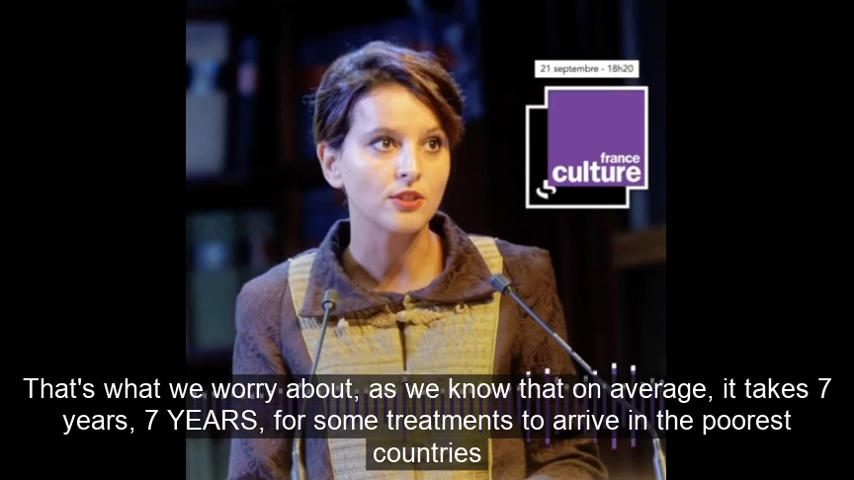 21 septembre - 18h20
france
culture
That's what we worry about, as we know that on average, it takes 7
years, 7 YEARS, for some treatments to arrive in the poorest
countries